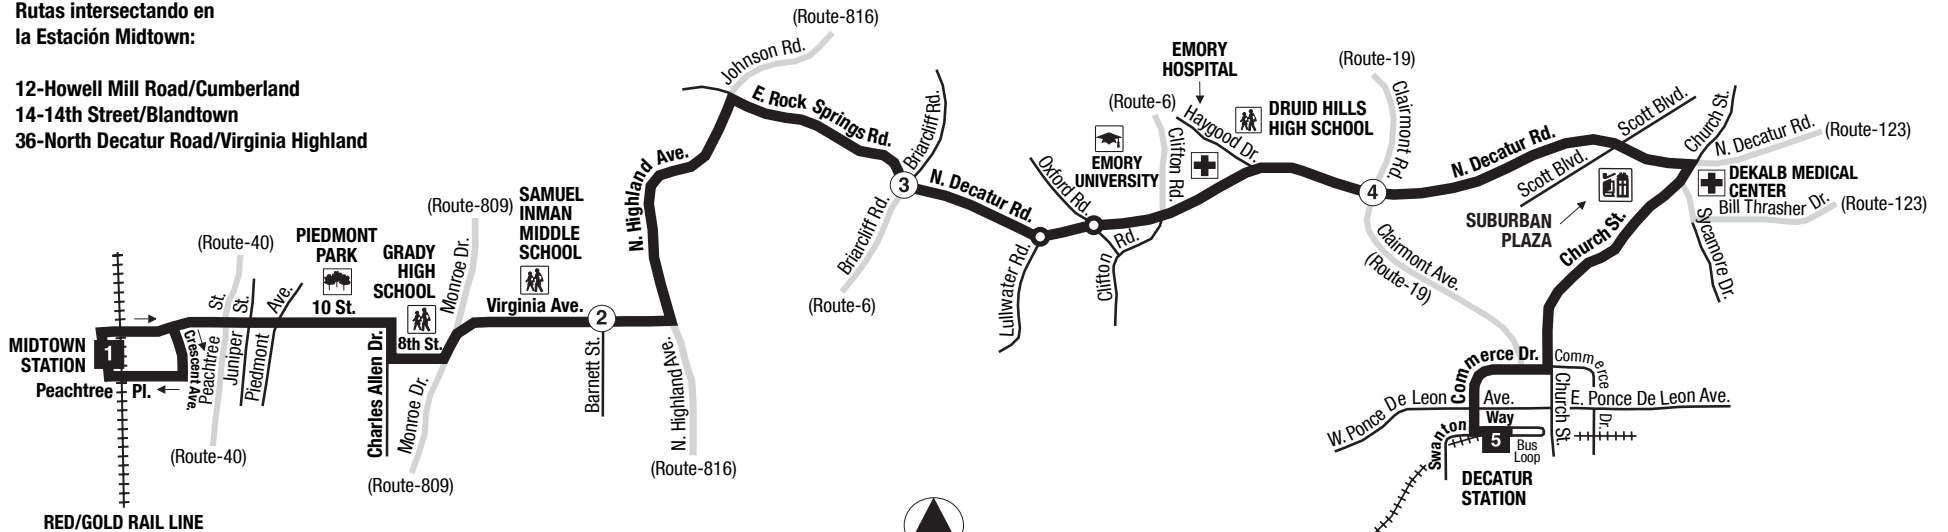 Rutas intersectando en
la Estación Midtown:
12-Howell Mill Road/Cumberland
14-14th Street/Blandtown
36-North Decatur Road/Virginia Highland
(Route-816)
Johnson Rd.
E. Rock Springs Rd.
N. Highland Ave.
Briarcliff Rd.
3
N. Decatur Rd.
Briarcliff Rd.
(Route-6)
EMORY
HOSPITAL
(Route-6)
Haygood Dr.
DRUID HILLS
HIGH SCHOOL
EMORY
UNIVERSITY
Clifton Rd.
Oxford Rd.
Lullwater Rd.
Clifton
Rd.
(Route-19)
Clairmont Rd.
4
N. Decatur Rd.
Scott Blvd.
Scott Blvd.
Church St.
N. Decatur Rd.
(Route-123)
DEKALB MEDICAL
CENTER
Bill Thrasher Dr.
(Route-123)
SUBURBAN
PLAZA
Church St.
Sycamore Dr.
Clairmont Ave.
(Route-19)
(Route-809)
SAMUEL
INMAN
MIDDLE
SCHOOL
(Route-40)
PIEDMONT
PARK
10 St.
GRADY
HIGH
SCHOOL
8th St.
Monroe Dr.
Virginia Ave.
2
MIDTOWN
STATION
1
Peachtree Pl.
Crescent Ave.
Peachtree
St.
Juniper
St.
Piedmont
Ave.
Charles Allen Dr.
Monroe Dr.
Barnett St.
N. Highland Ave.
(Route-816)
(Route-40)
(Route-809)
RED/GOLD RAIL LINE
Commerce Dr.
Commerce
Dr.
W. Ponce De Leon
Ave.
E. Ponce De Leon Ave.
Church St.
Swanton
Way
5
Bus
Loop
DECATUR
STATION